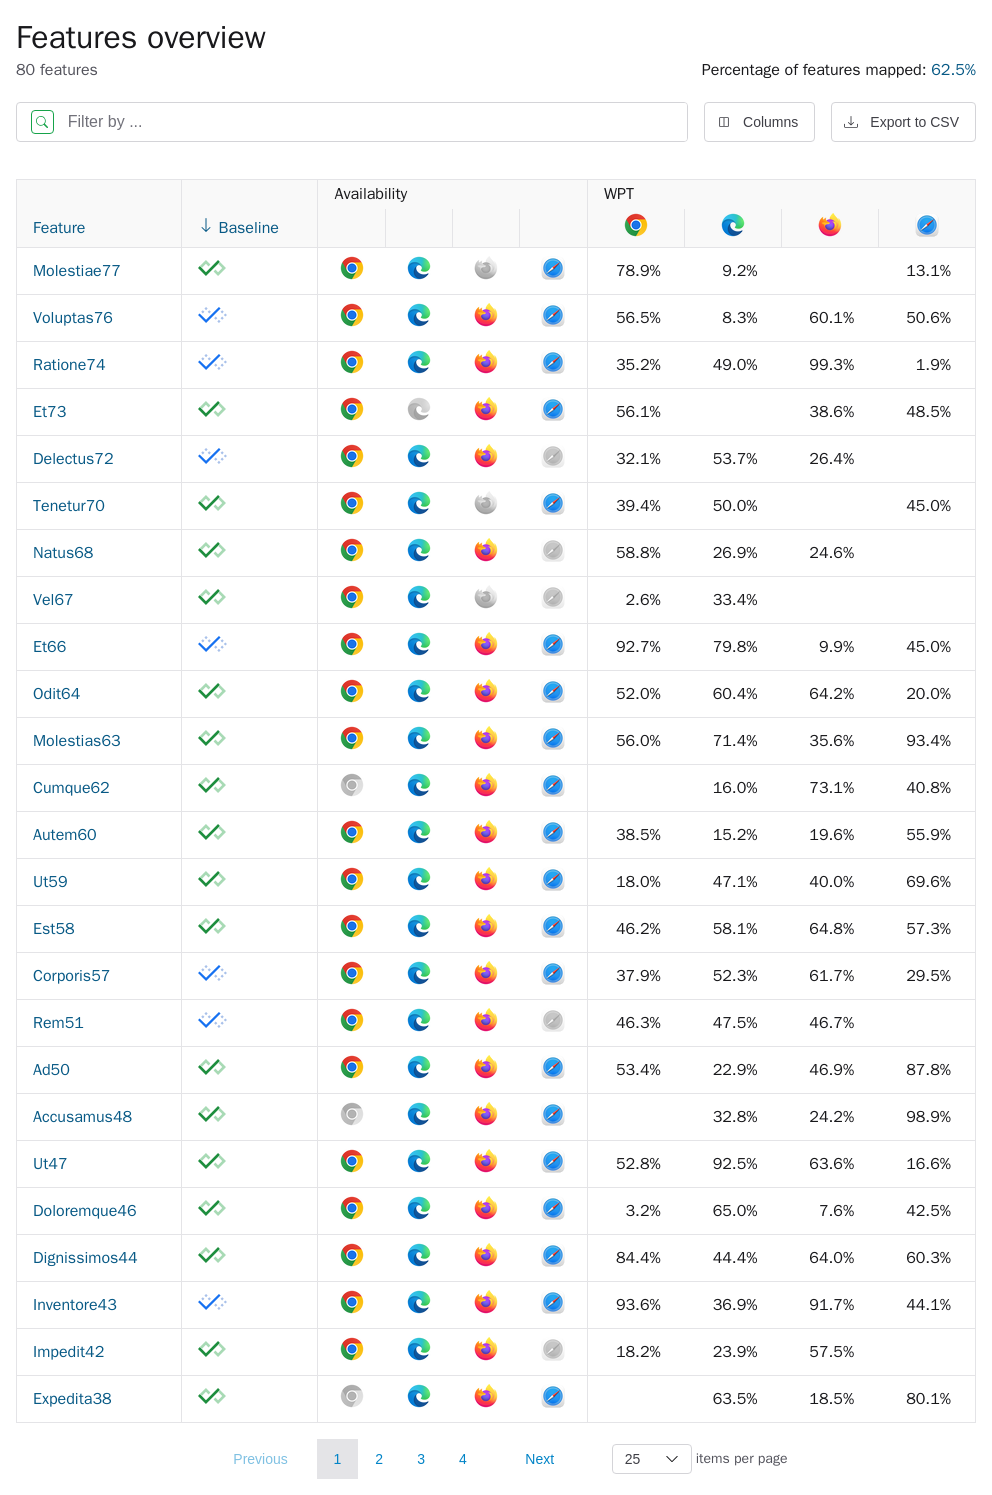 Features overview
80 features
Percentage of features mapped: 62.5%
Filter by ...
Columns
Export to CSV
Availability WPT
Feature Baseline
Molestiae77 78.9% 9.2% 13.1%
Voluptas76 56.5% 8.3% 60.1% 50.6%
Ratione74 35.2% 49.0% 99.3% 1.9%
Et73 56.1% 38.6% 48.5%
Delectus72 32.1% 53.7% 26.4%
Tenetur70 39.4% 50.0% 45.0%
Natus68 58.8% 26.9% 24.6%
Vel67 2.6% 33.4%
Et66 92.7% 79.8% 9.9% 45.0%
Odit64 52.0% 60.4% 64.2% 20.0%
Molestias63 56.0% 71.4% 35.6% 93.4%
Cumque62 16.0% 73.1% 40.8%
Autem60 38.5% 15.2% 19.6% 55.9%
Ut59 18.0% 47.1% 40.0% 69.6%
Est58 46.2% 58.1% 64.8% 57.3%
Corporis57 37.9% 52.3% 61.7% 29.5%
Rem51 46.3% 47.5% 46.7%
Ad50 53.4% 22.9% 46.9% 87.8%
Accusamus48 32.8% 24.2% 98.9%
Ut47 52.8% 92.5% 63.6% 16.6%
Doloremque46 3.2% 65.0% 7.6% 42.5%
Dignissimos44 84.4% 44.4% 64.0% 60.3%
Inventore43 93.6% 36.9% 91.7% 44.1%
Impedit42 18.2% 23.9% 57.5%
Expedita38 63.5% 18.5% 80.1%
Previous 1 2 3 4 Next 25 items per page